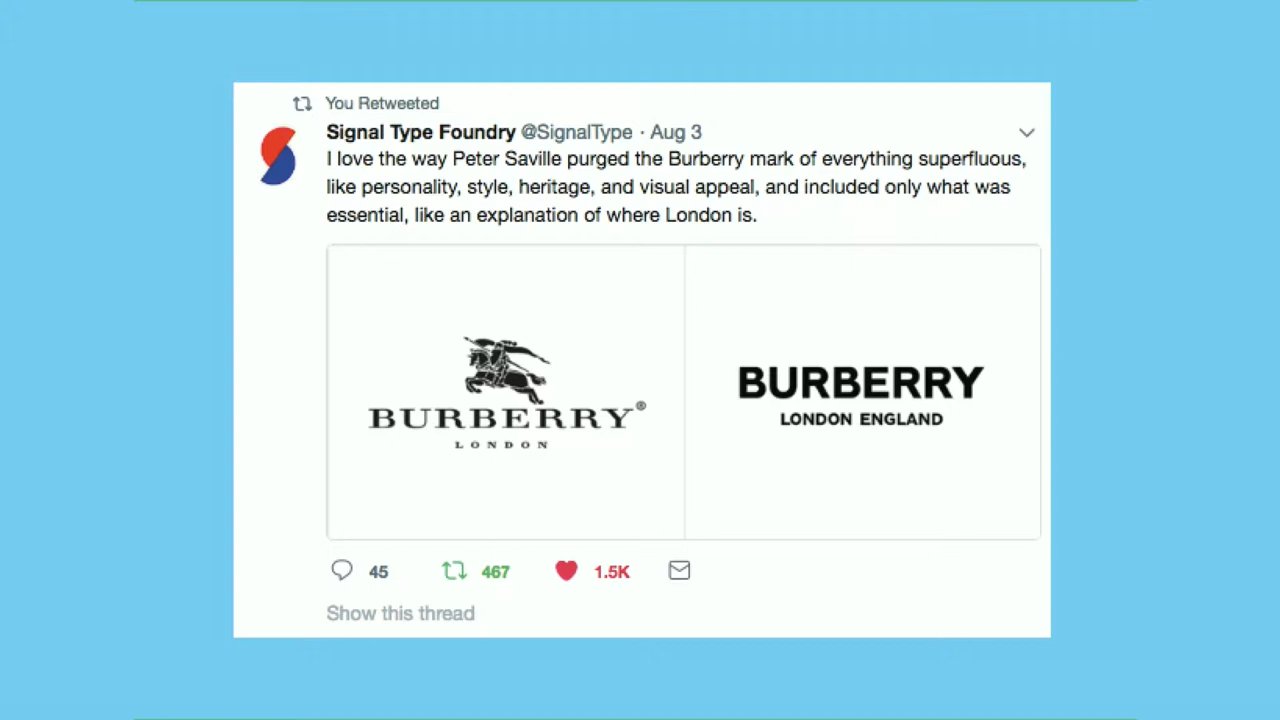 You Retweeted
Signal Type Foundry @SignalType · Aug 3
I love the way Peter Saville purged the Burberry mark of everything superfluous,
like personality, style, heritage, and visual appeal, and included only what was
essential, like an explanation of where London is.
BURBERRY®
LONDON
BURBERRY
LONDON ENGLAND
45 467 1.5K
Show this thread